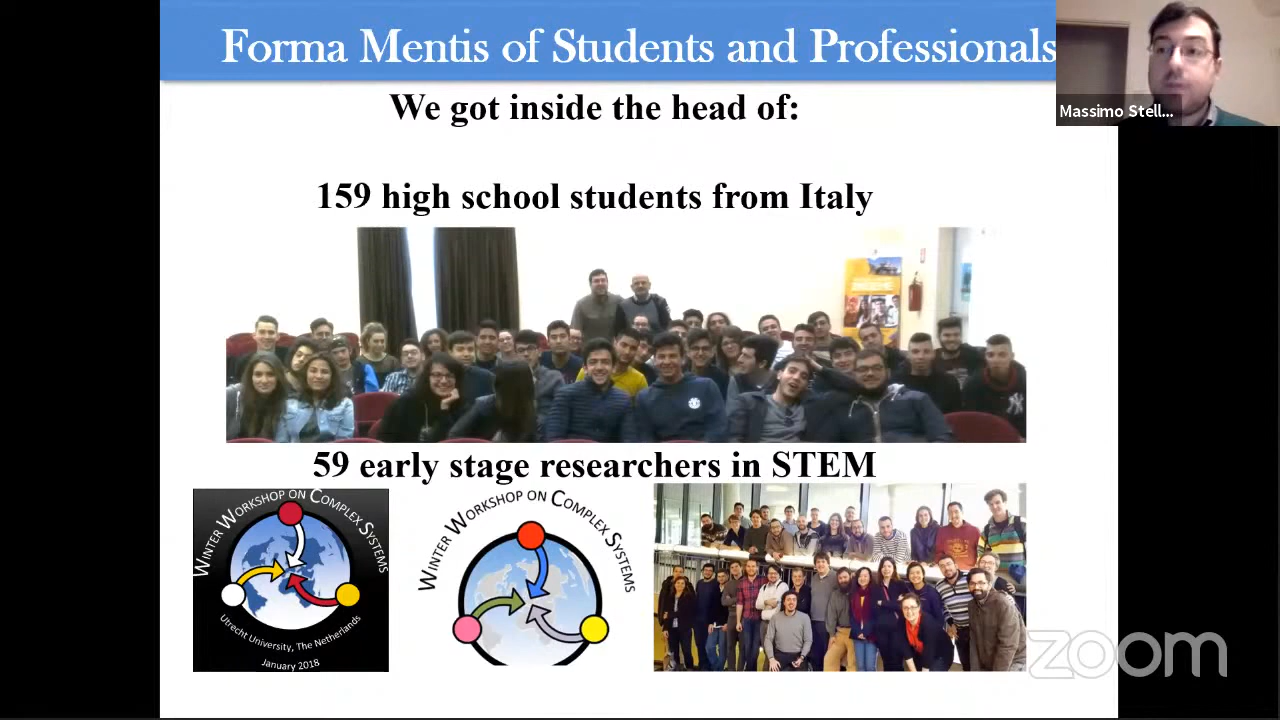 Forma Mentis of Students and Professionals
Massimo Stell...
We got inside the head of:
159 high school students from Italy
59 early stage researchers in STEM
WINTER WORKSHOP ON COMPLEX SYSTEMS
Utrecht University, The Netherlands
January 2018
WINTER WORKSHOP ON COMPLEX SYSTEMS
zoom